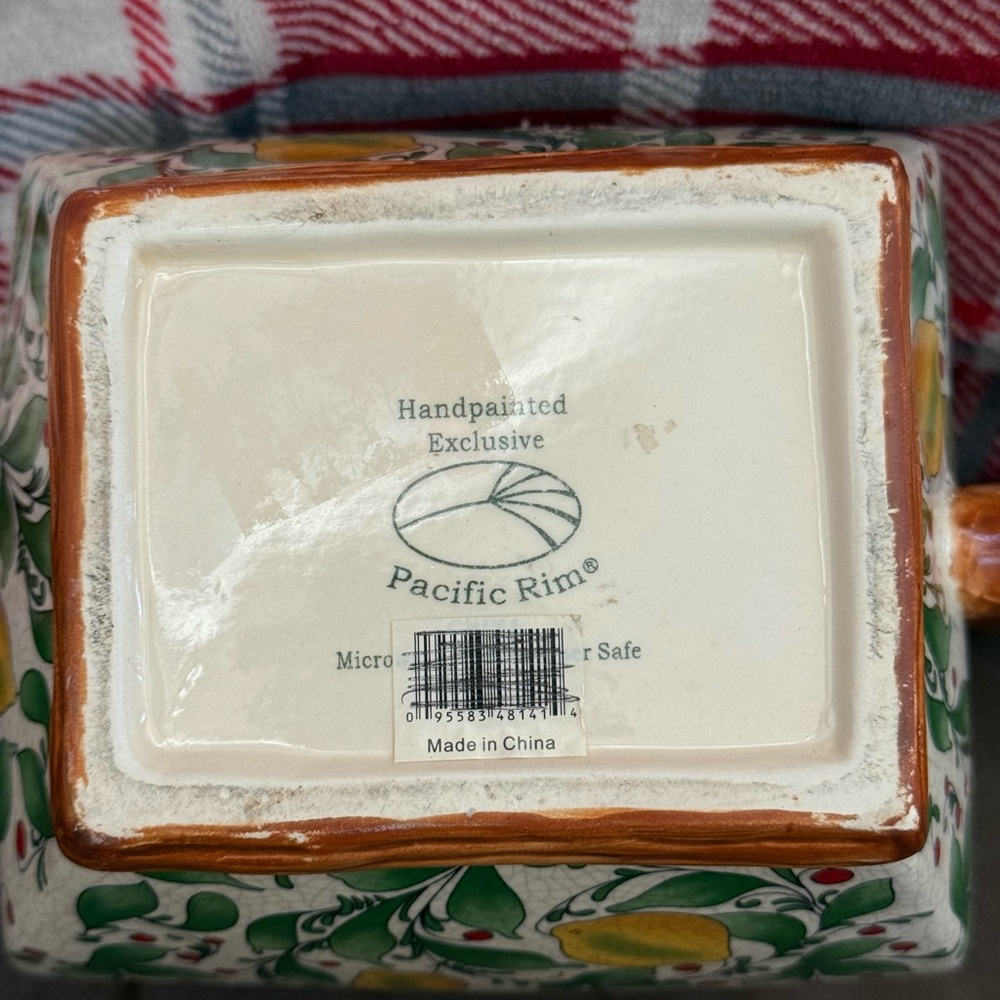 Handpainted
Exclusive
Pacific Rim®
Micro r Safe
0 95583 48141 4
Made in China